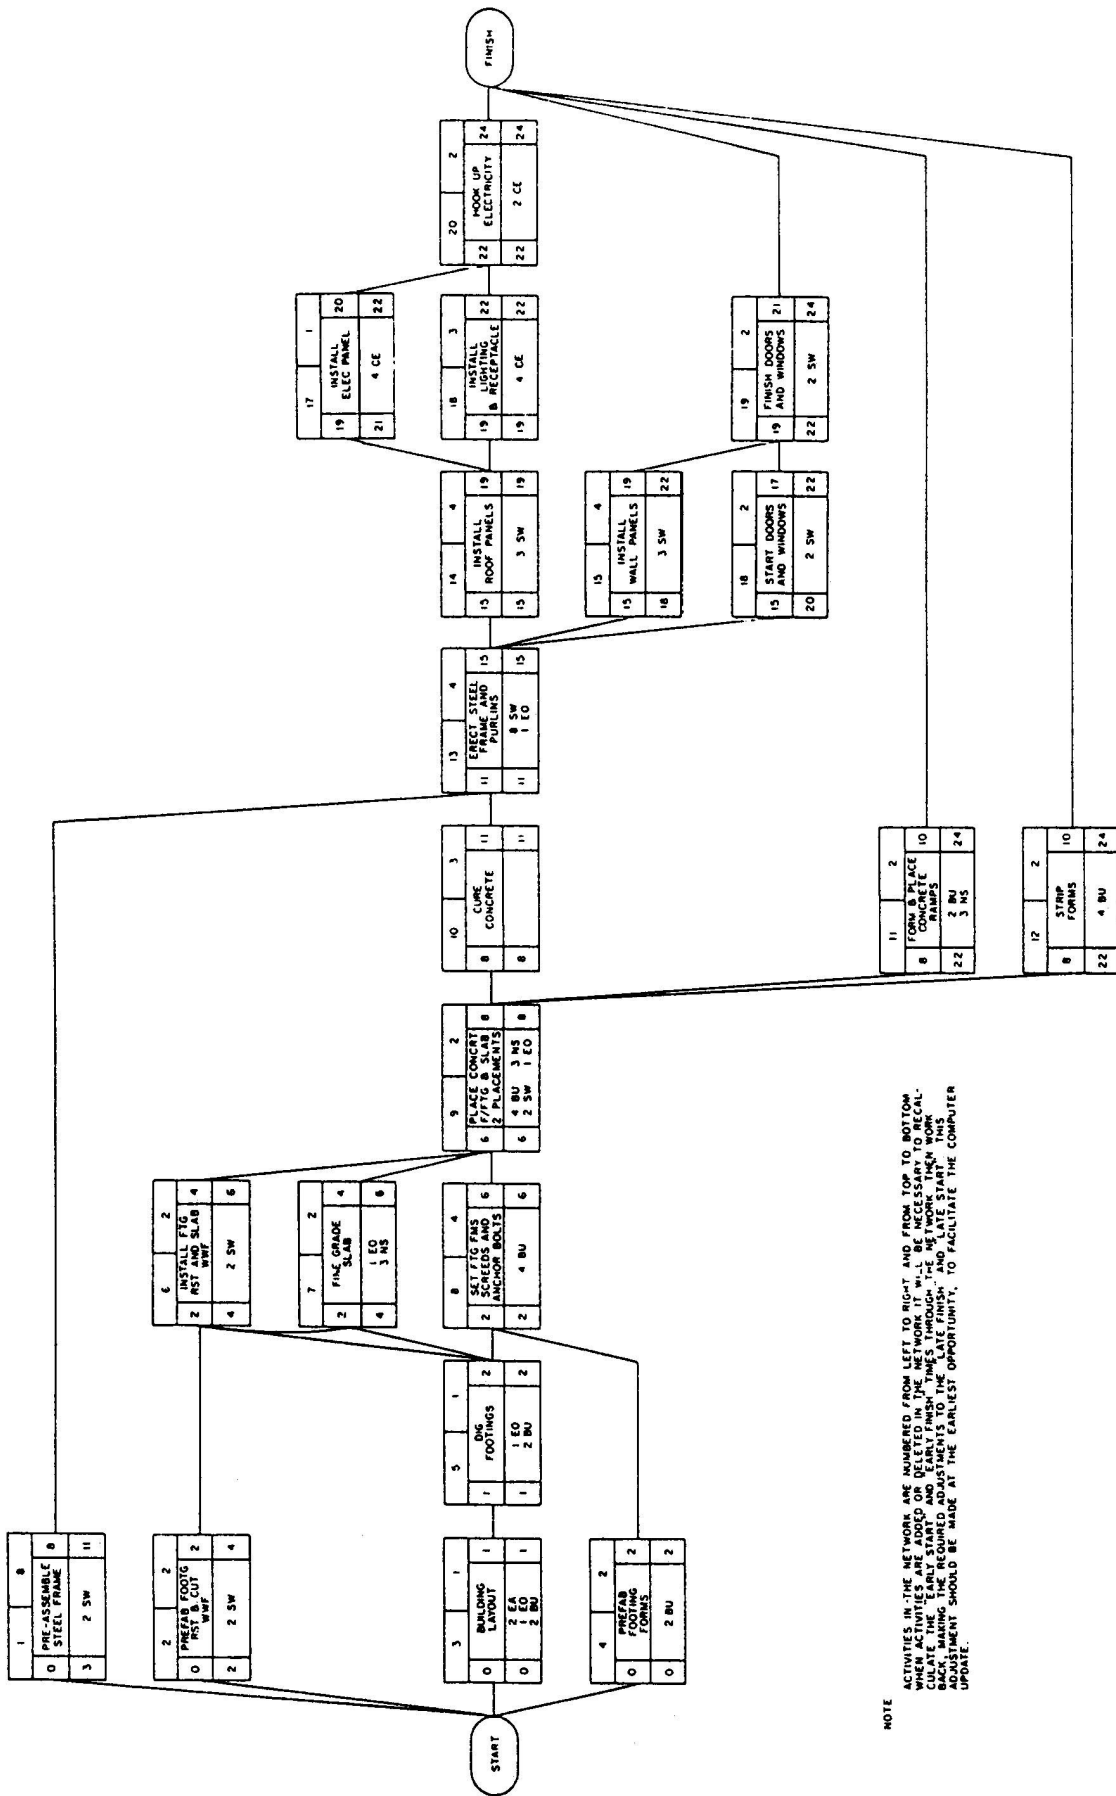 START
1 8
0 PRE-ASSEMBLE 8
STEEL FRAME
3 2 SW 11
2 2
0 PREFAB FOOTG 2
RST & CUT
WWF
2 2 SW 4
3 1
0 BUILDING 1
LAYOUT
0 2 EA 1
1 EO
2 BU
4 2
0 PREFAB 2
FOOTING
FORMS
0 2 BU 2
5 1
1 DIG 2
FOOTINGS
1 1 EO 2
2 BU
6 2
2 INSTALL FTG 4
RST AND SLAB
WWF
4 2 SW 6
7 2
2 FINE GRADE 4
SLAB
4 1 EO 6
3 NS
8 4
2 SET FTG FMS 6
SCREEDS AND
ANCHOR BOLTS
2 4 BU 6
9 2
6 PLACE CONCRT 8
F/FTG & SLAB
2 PLACEMENTS
6 4 BU 3 NS 8
2 SW 1 EO
10 3
8 CURE 11
CONCRETE
8 11
11 2
8 FORM & PLACE 10
CONCRETE
RAMPS
22 2 BU 24
3 NS
12 2
8 STRIP 10
FORMS
22 4 BU 24
13 4
11 ERECT STEEL 15
FRAME AND
PURLINS
11 8 SW 15
1 EO
14 4
15 INSTALL 19
ROOF PANELS
15 3 SW 19
15 4
15 INSTALL 19
WALL PANELS
18 3 SW 22
18 2
15 START DOORS 17
AND WINDOWS
20 2 SW 22
17 1
19 INSTALL 20
ELEC PANEL
21 4 CE 22
18 3
19 INSTALL 22
LIGHTING
& RECEPTACLE
19 4 CE 22
19 2
19 FINISH DOORS 21
AND WINDOWS
22 2 SW 24
20 2
22 HOOK UP 24
ELECTRICITY
22 2 CE 24
FINISH
NOTE
ACTIVITIES IN THE NETWORK ARE NUMBERED FROM LEFT TO RIGHT AND FROM TOP TO BOTTOM
WHEN ACTIVITIES ARE ADDED OR DELETED IN THE NETWORK IT WILL BE NECESSARY TO RECAL-
CULATE THE "EARLY START" AND "EARLY FINISH" TIMES THROUGH THE NETWORK THEN WORK
BACK, MAKING THE REQUIRED ADJUSTMENTS TO THE "LATE FINISH" AND "LATE START" THIS
ADJUSTMENT SHOULD BE MADE AT THE EARLIEST OPPORTUNITY, TO FACILITATE THE COMPUTER
UPDATE.